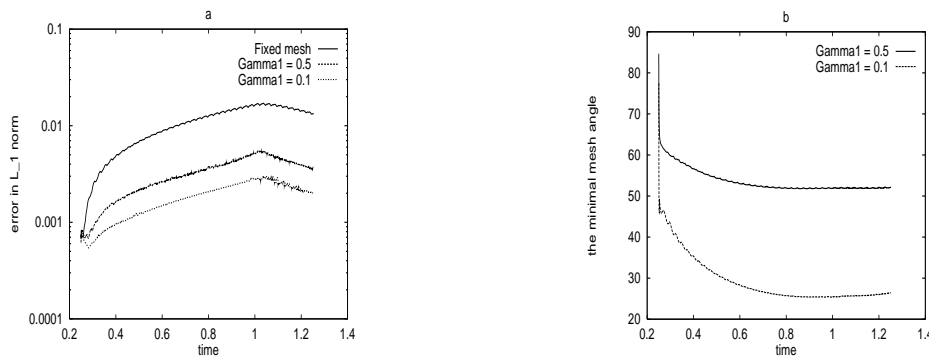 a
0.1
0.01
0.001
0.0001
error in L_1 norm
Fixed mesh
Gamma1 = 0.5
Gamma1 = 0.1
0.2 0.4 0.6 0.8 1 1.2 1.4
time
b
90
80
70
60
50
40
30
20
the minimal mesh angle
Gamma1 = 0.5
Gamma1 = 0.1
0.2 0.4 0.6 0.8 1 1.2 1.4
time